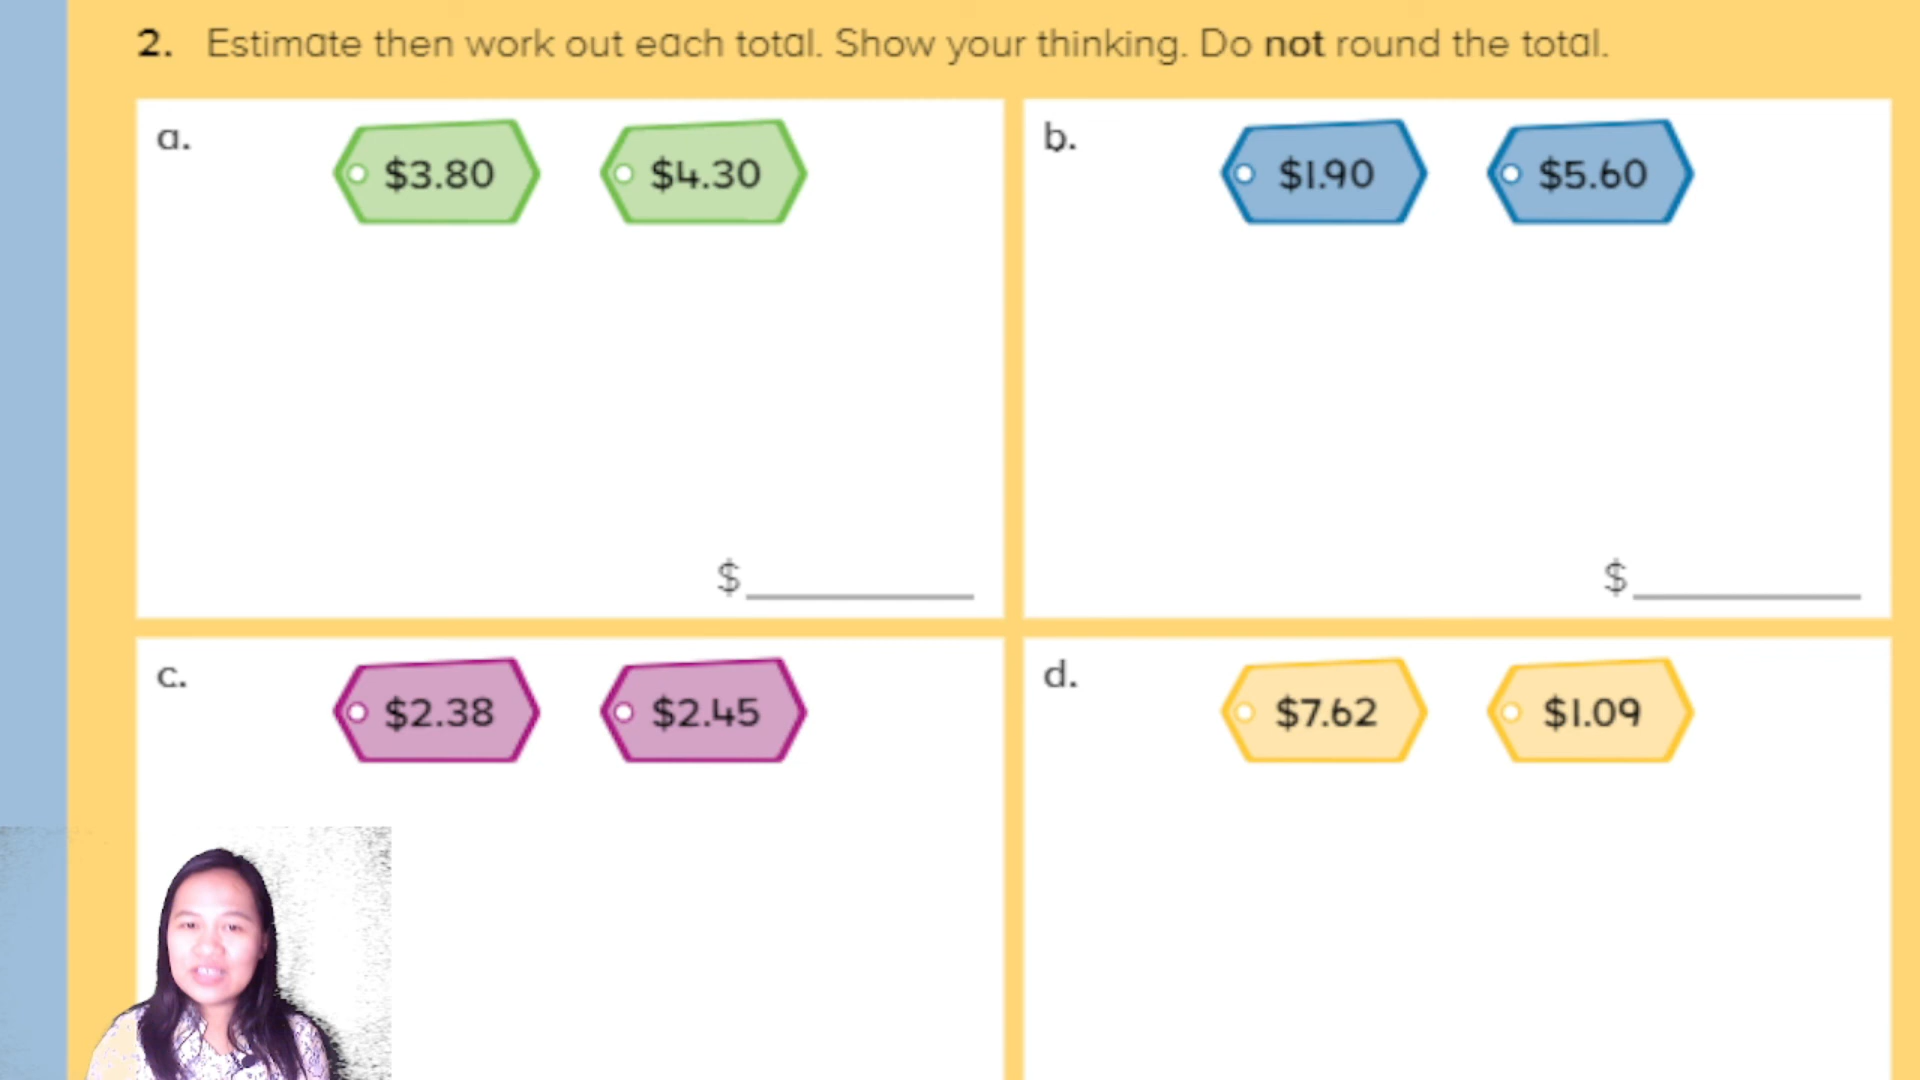 2. Estimate then work out each total. Show your thinking. Do not round the total.
a. $3.80 $4.30
$
b. $1.90 $5.60
$
c. $2.38 $2.45
d. $7.62 $1.09